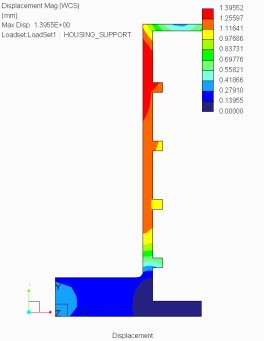 Displacement Mag (WCS)
(mm)
Max Disp 1.3955E+00
Loadset:LoadSet1 : HOUSING_SUPPORT
1.39552
1.25597
1.11641
0.97686
0.83731
0.69776
0.55821
0.41866
0.27910
0.13955
0.00000
Y
Z
Displacement